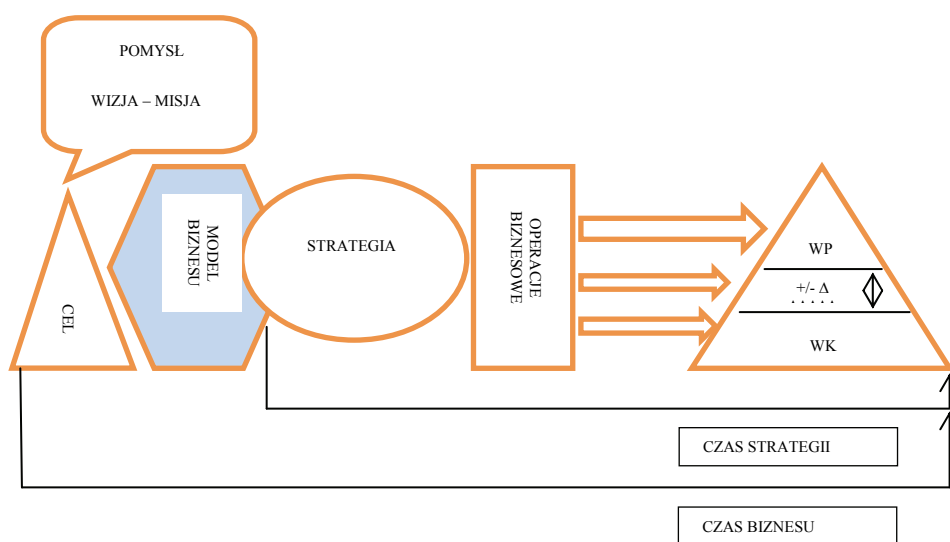 POMYSŁ
WIZJA – MISJA
CEL
MODEL
BIZNESU
STRATEGIA
OPERACJE
BIZNESOWE
WP
+/- Δ
WK
CZAS STRATEGII
CZAS BIZNESU